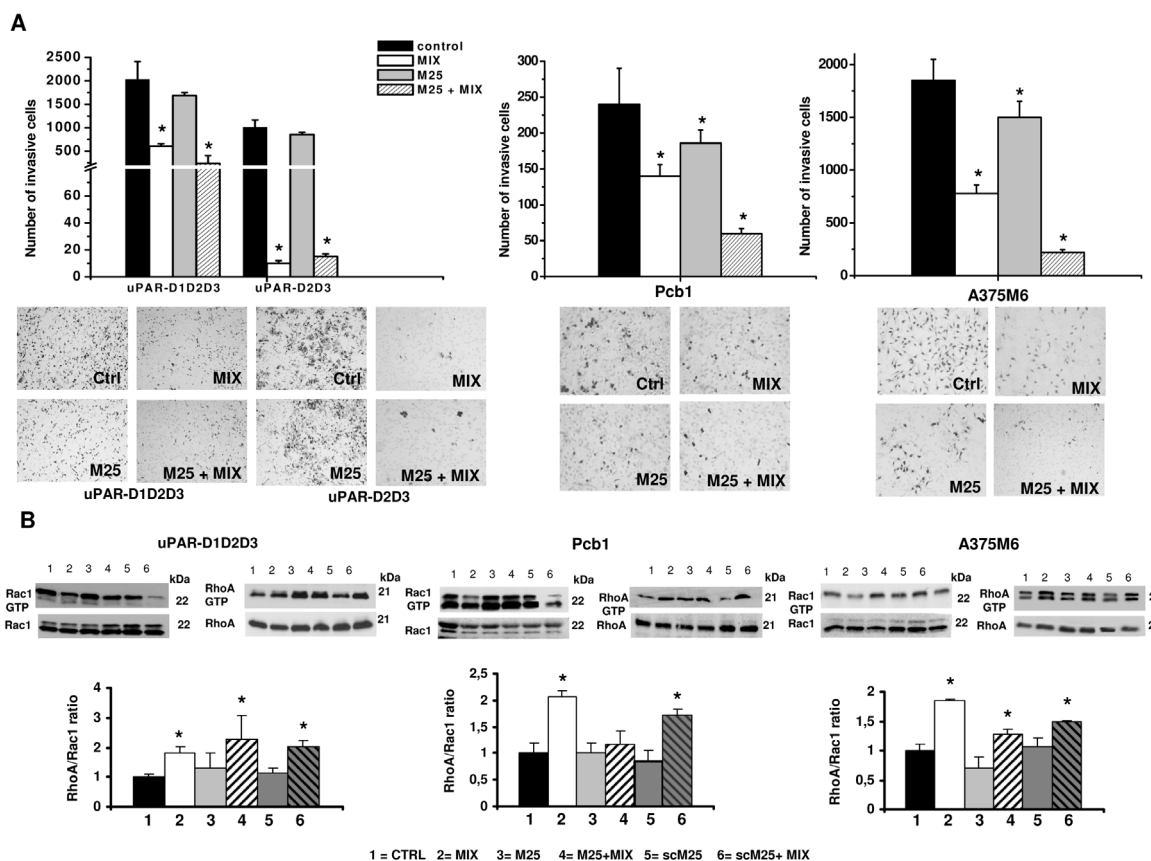 A
control
MIX
M25
M25 + MIX
Number of invasive cells
2500
2000
1500
1000
500
60
40
20
0
uPAR-D1D2D3
uPAR-D2D3
* * * *
Number of invasive cells
300
250
200
150
100
50
0
Pcb1
* * *
Number of invasive cells
2000
1500
1000
500
0
A375M6
* * *
Ctrl
MIX
Ctrl
MIX
M25
M25 + MIX
M25
M25 + MIX
uPAR-D1D2D3
uPAR-D2D3
Ctrl
MIX
M25
M25 + MIX
Ctrl
MIX
M25
M25 + MIX
B
uPAR-D1D2D3
1 2 3 4 5 6
kDa
Rac1
GTP
22
Rac1
22
1 2 3 4 5 6
kDa
RhoA
GTP
21
RhoA
21
Pcb1
1 2 3 4 5 6
kDa
Rac1
GTP
22
Rac1
22
1 2 3 4 5 6
kDa
RhoA
GTP
21
RhoA
21
A375M6
1 2 3 4 5 6
kDa
Rac1
GTP
22
Rac1
22
1 2 3 4 5 6
RhoA
GTP
RhoA
RhoA/Rac1 ratio
4
3
2
1
0
* * *
1 2 3 4 5 6
RhoA/Rac1 ratio
2,5
2
1,5
1
0,5
0
* *
1 2 3 4 5 6
RhoA/Rac1 ratio
2
1,5
1
0,5
0
* * *
1 2 3 4 5 6
1 = CTRL 2= MIX 3= M25 4= M25+MIX 5= scM25 6= scM25+ MIX